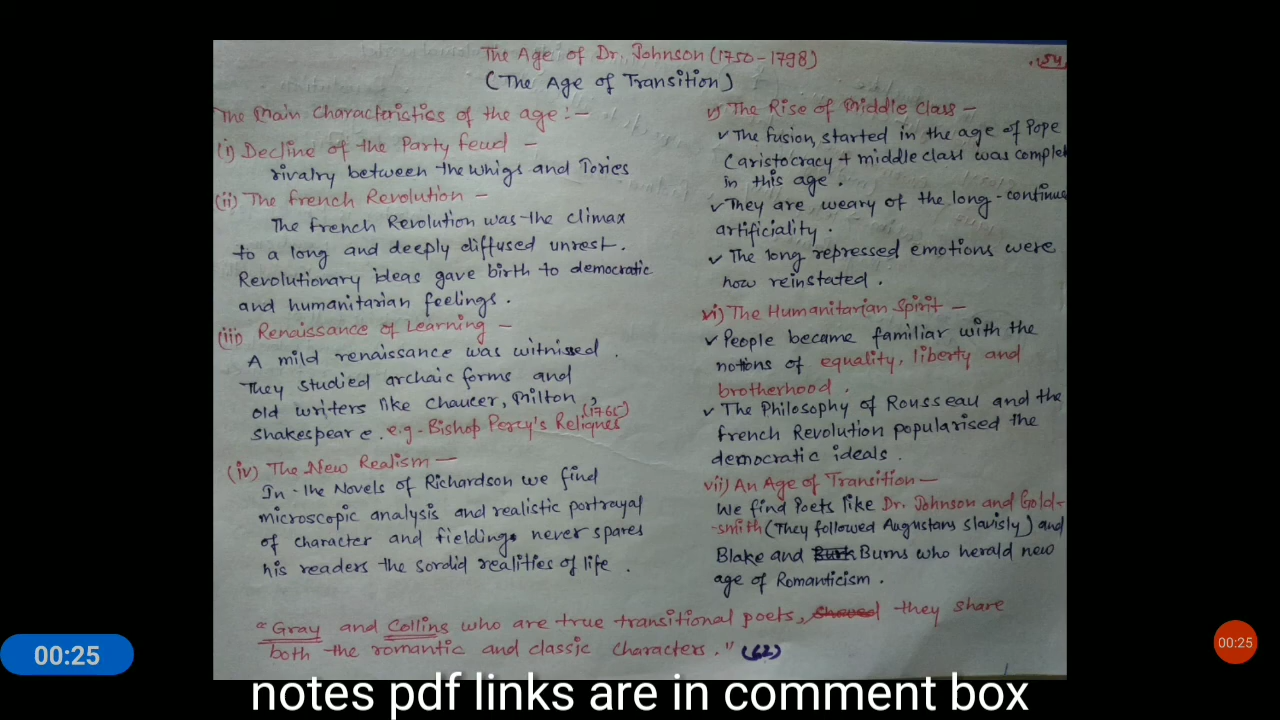 The Age of Dr. Johnson (1750-1798)
54
(The Age of Transition)
The Main Characteristics of the age:-
(i) Decline of the Party feud -
rivalry between the Whigs and Tories
(ii) The French Revolution -
The French Revolution was the climax
to a long and deeply diffused unrest.
Revolutionary ideas gave birth to democratic
and humanitarian feelings.
(iii) Renaissance of Learning -
A mild renaissance was witnissed.
They studied archaic forms and
old writers like Chaucer, Milton,
Shakespeare. e.g- Bishop Percy's Reliques (1765)
(iv) The New Realism -
In the Novels of Richardson we find
microscopic analysis and realistic portrayal
of character and fielding never spares
his readers the sordid realities of life.
v) The Rise of Middle Class -
✓ The fusion, started in the age of Pope
(aristocracy + middle class was complet
in this age.
✓ They are weary of the long-continue
artificiality.
✓ The long repressed emotions were
now reinstated.
vi) The Humanitarian Spirit -
✓ People became familiar with the
notions of equality, liberty and
brotherhood.
✓ The Philosophy of Rousseau and the
French Revolution popularised the
democratic ideals.
vii) An Age of Transition -
We find Poets like Dr. Johnson and Gold-
-smith (They followed Augustans slavisly) and
Blake and Burns who herald new
age of Romanticism.
"Gray and Collins who are true transitional poets, they share
both the romantic and classic characters." (62)
00:25
00:25
notes pdf links are in comment box